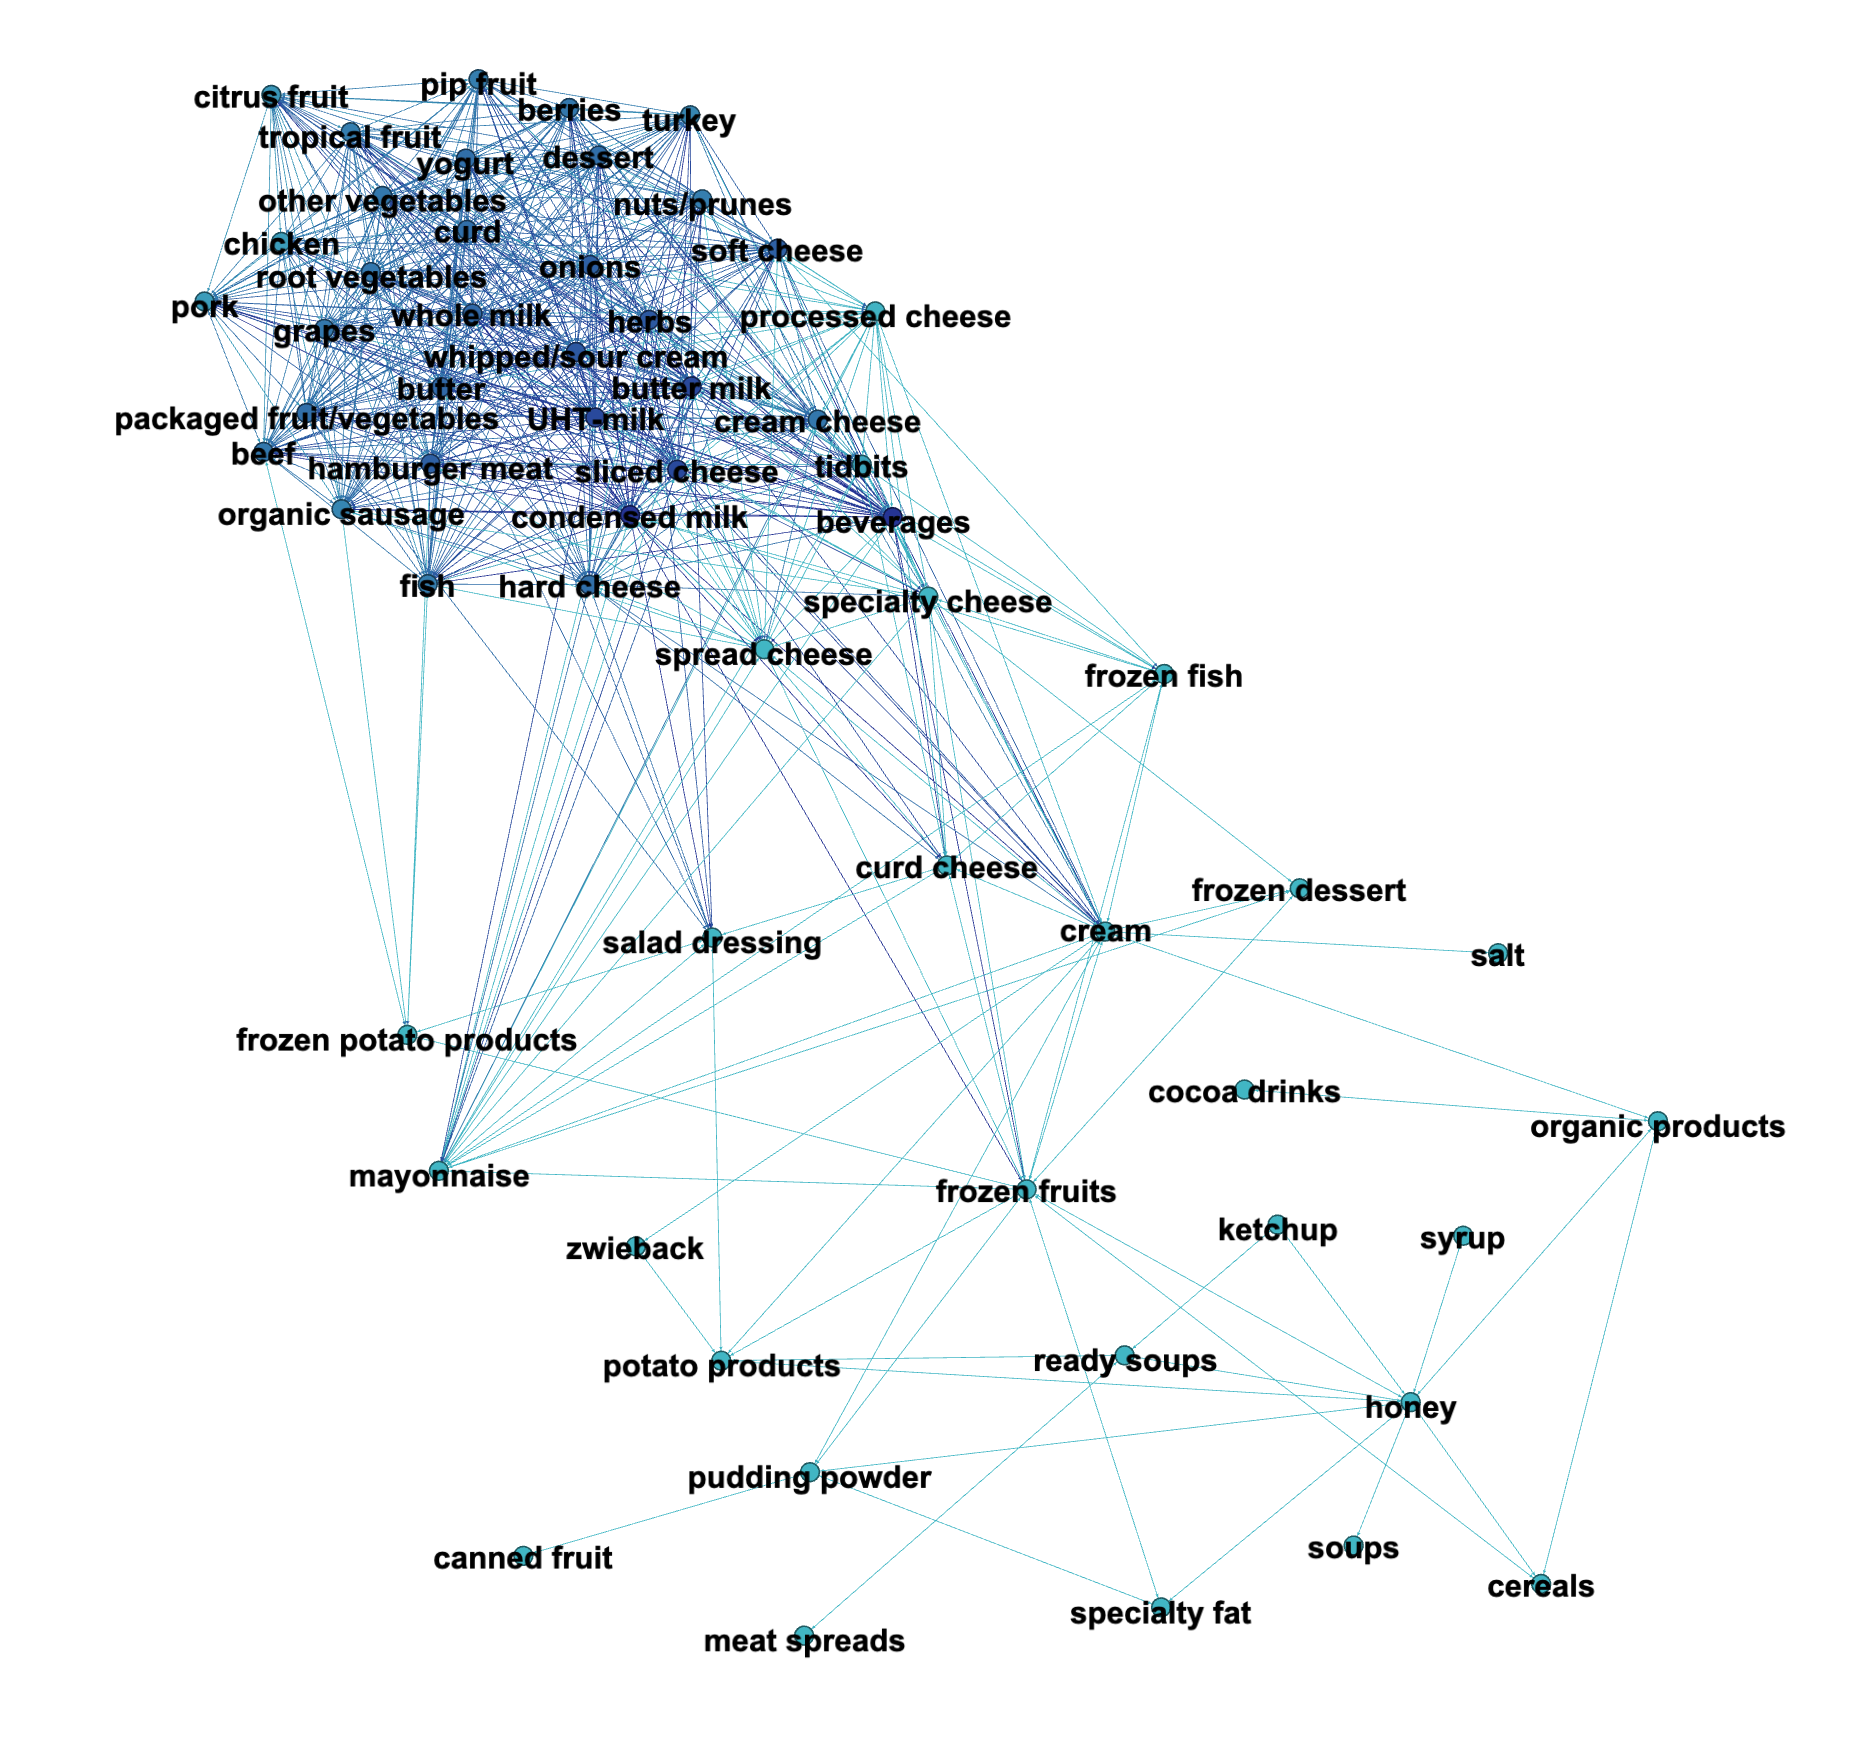 pip fruit
citrus fruit
berries
turkey
tropical fruit
yogurt
dessert
other vegetables
nuts/prunes
curd
chicken
soft cheese
onions
root vegetables
pork
whole milk
herbs
processed cheese
grapes
whipped/sour cream
butter
butter milk
packaged fruit/vegetables
UHT-milk
cream cheese
beef
hamburger meat
sliced cheese
tidbits
organic sausage
condensed milk
beverages
fish
hard cheese
specialty cheese
spread cheese
frozen fish
curd cheese
frozen dessert
cream
salad dressing
salt
frozen potato products
cocoa drinks
organic products
mayonnaise
frozen fruits
ketchup
syrup
zwieback
potato products
ready soups
honey
pudding powder
canned fruit
soups
cereals
specialty fat
meat spreads